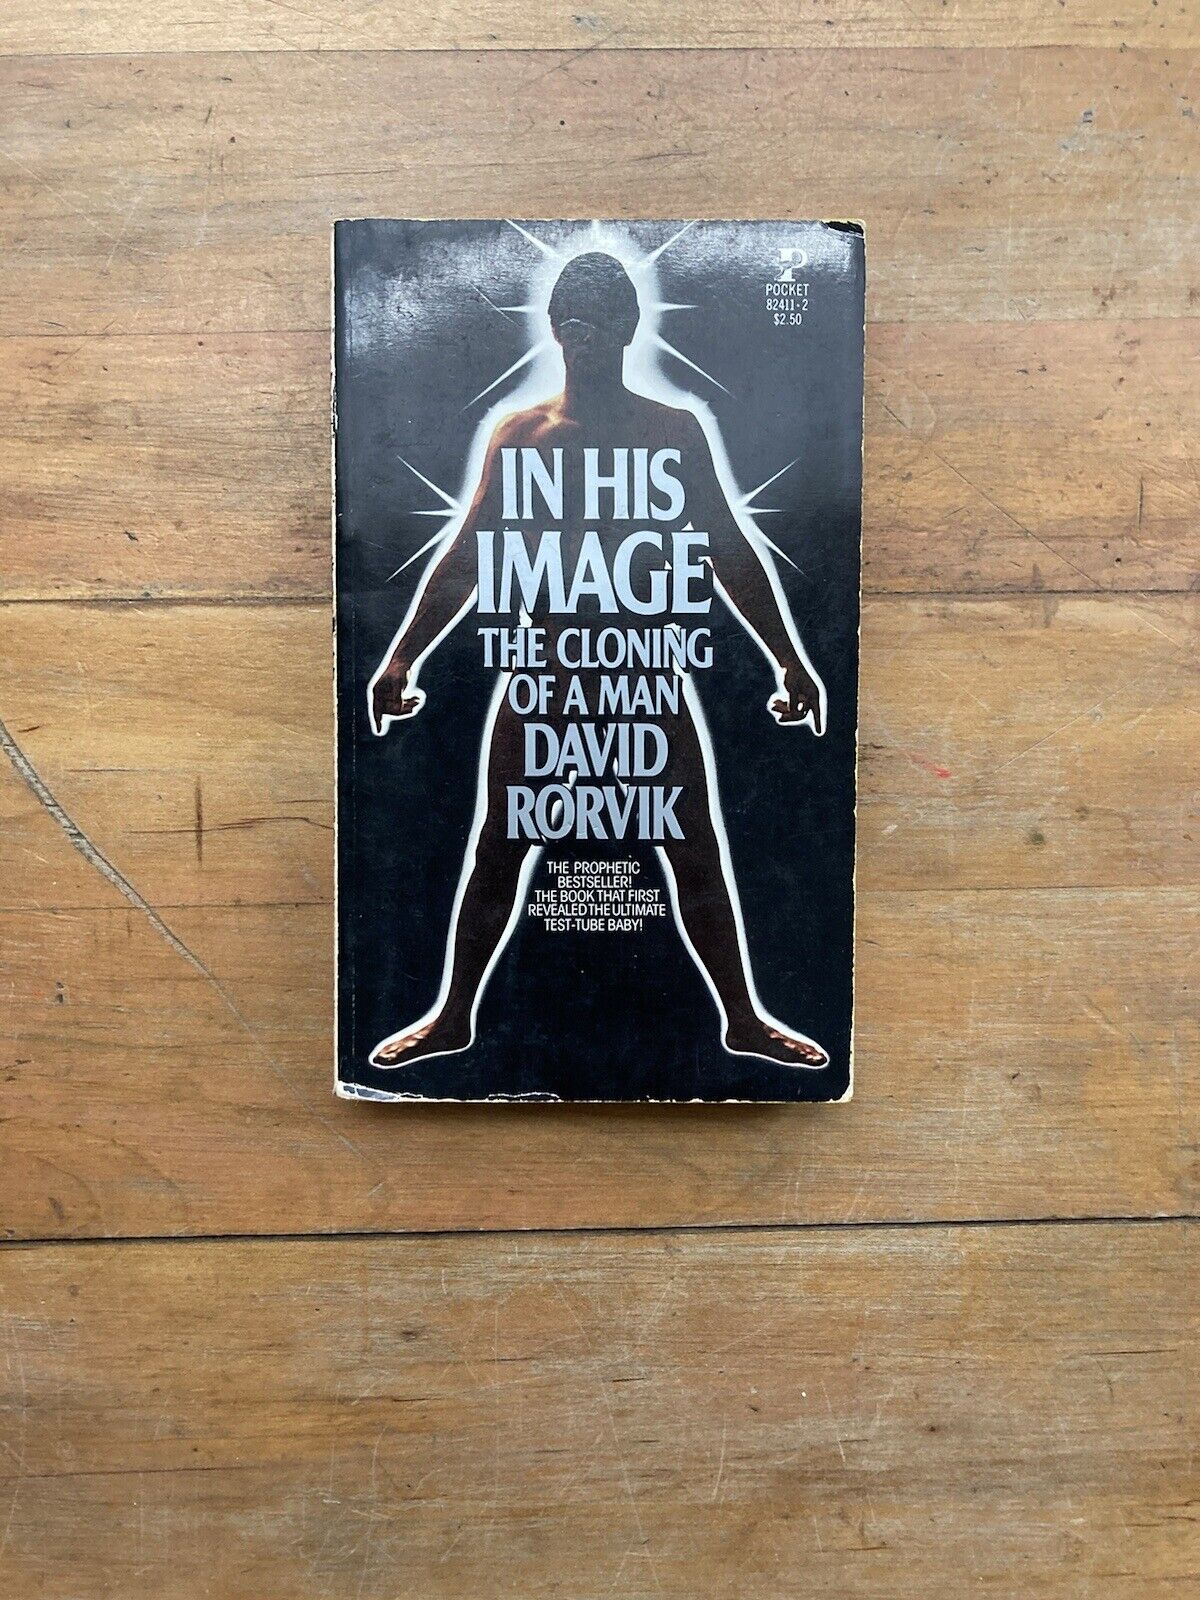 P
POCKET
82411-2
$2.50
IN HIS
IMAGE
THE CLONING
OF A MAN
DAVID
RORVIK
THE PROPHETIC
BESTSELLER!
THE BOOK THAT FIRST
REVEALED THE ULTIMATE
TEST-TUBE BABY!